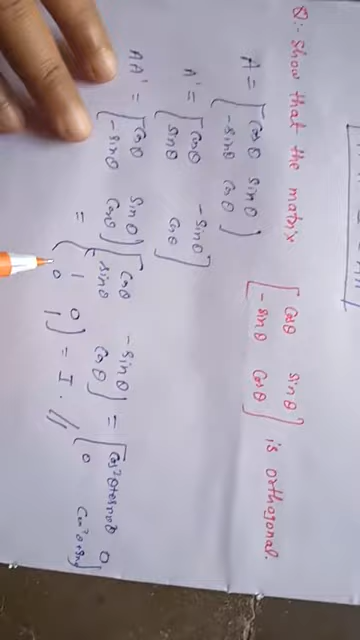 Q:- Show that the matrix [cosθ sinθ
-sinθ cosθ] is orthogonal.
A = [cosθ sinθ
-sinθ cosθ]
A' = [cosθ -sinθ
sinθ cosθ]
AA' = [cosθ sinθ
-sinθ cosθ] [cosθ -sinθ
sinθ cosθ] = [cos²θ+sin²θ 0
0 cos²θ+sin²θ]
= [1 0
0 1] = I. //